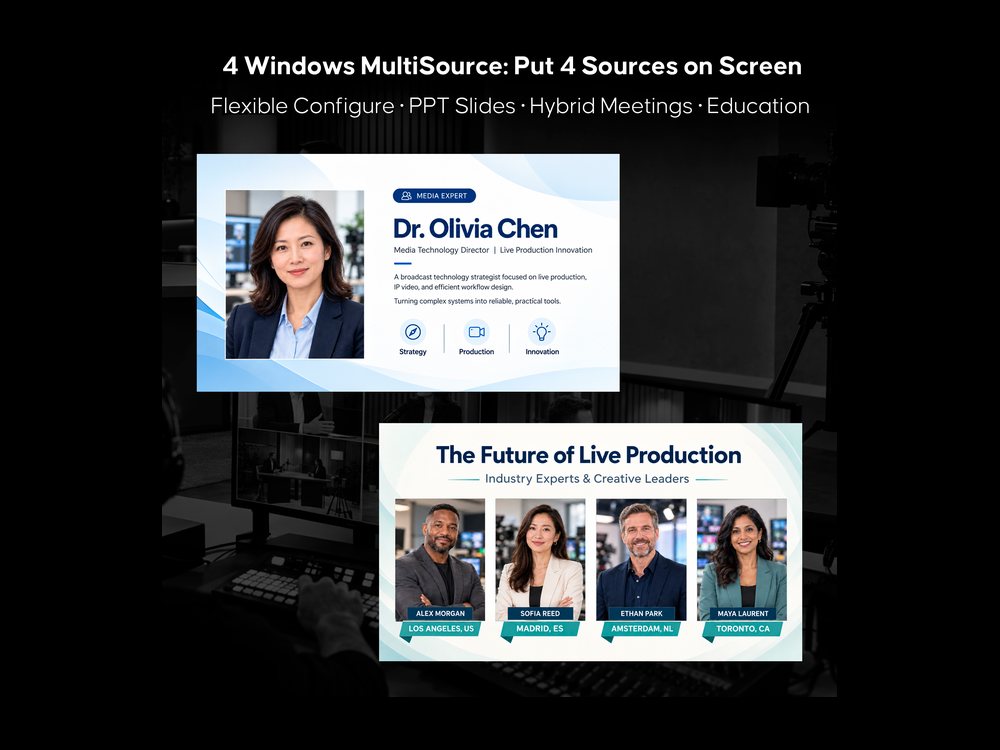 4 Windows MultiSource: Put 4 Sources on Screen
Flexible Configure · PPT Slides · Hybrid Meetings · Education
MEDIA EXPERT
Dr. Olivia Chen
Media Technology Director | Live Production Innovation
A broadcast technology strategist focused on live production,
IP video, and efficient workflow design.
Turning complex systems into reliable, practical tools.
Strategy Production Innovation
The Future of Live Production
Industry Experts & Creative Leaders
ALEX MORGAN SOFIA REED ETHAN PARK MAYA LAURENT
LOS ANGELES, US MADRID, ES AMSTERDAM, NL TORONTO, CA